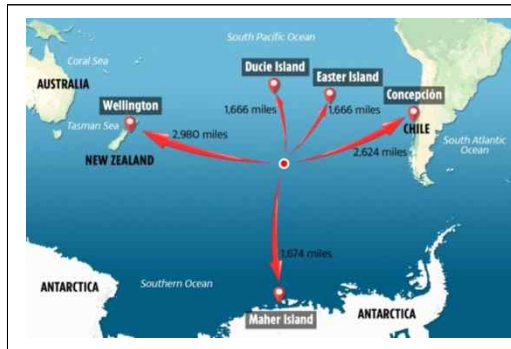 South Pacific Ocean
Coral Sea
Ducie Island
Easter Island
AUSTRALIA
Wellington
Concepción
1,666 miles
1,666 miles
Tasman Sea
2,980 miles
CHILE
South Atlantic
Ocean
NEW ZEALAND
2,624 miles
1,674 miles
Southern Ocean
ANTARCTICA
Maher Island
ANTARCTICA
ANTARCTICA